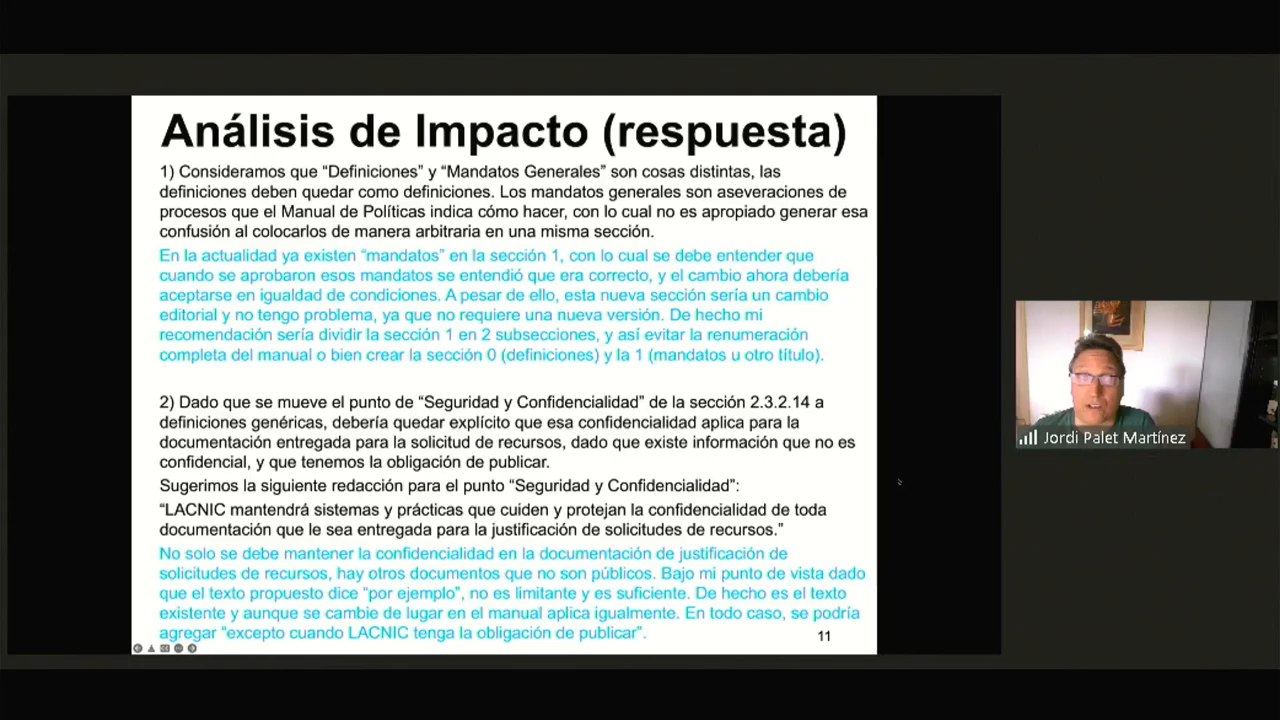 Análisis de Impacto (respuesta)
1) Consideramos que “Definiciones” y “Mandatos Generales” son cosas distintas, las
definiciones deben quedar como definiciones. Los mandatos generales son aseveraciones de
procesos que el Manual de Políticas indica cómo hacer, con lo cual no es apropiado generar esa
confusión al colocarlos de manera arbitraria en una misma sección.
En la actualidad ya existen “mandatos” en la sección 1, con lo cual se debe entender que
cuando se aprobaron esos mandatos se entendió que era correcto, y el cambio ahora debería
aceptarse en igualdad de condiciones. A pesar de ello, esta nueva sección sería un cambio
editorial y no tengo problema, ya que no requiere una nueva versión. De hecho mi
recomendación sería dividir la sección 1 en 2 subsecciones, y así evitar la renumeración
completa del manual o bien crear la sección 0 (definiciones) y la 1 (mandatos u otro título).
2) Dado que se mueve el punto de “Seguridad y Confidencialidad” de la sección 2.3.2.14 a
definiciones genéricas, debería quedar explícito que esa confidencialidad aplica para la
documentación entregada para la solicitud de recursos, dado que existe información que no es
confidencial, y que tenemos la obligación de publicar.
Sugerimos la siguiente redacción para el punto “Seguridad y Confidencialidad”:
“LACNIC mantendrá sistemas y prácticas que cuiden y protejan la confidencialidad de toda
documentación que le sea entregada para la justificación de solicitudes de recursos.”
No solo se debe mantener la confidencialidad en la documentación de justificación de
solicitudes de recursos, hay otros documentos que no son públicos. Bajo mi punto de vista dado
que el texto propuesto dice “por ejemplo”, no es limitante y es suficiente. De hecho es el texto
existente y aunque se cambie de lugar en el manual aplica igualmente. En todo caso, se podría
agregar “excepto cuando LACNIC tenga la obligación de publicar”.
11
Jordi Palet Martínez